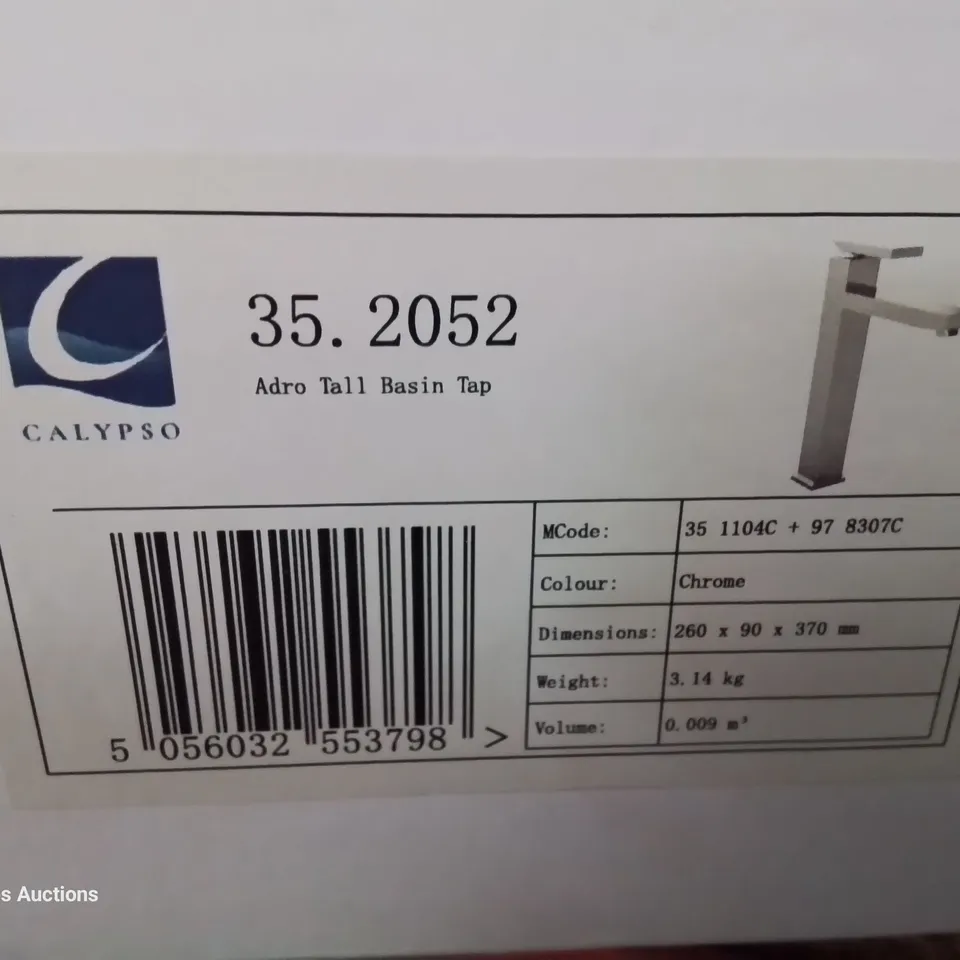 35. 2052
Adro Tall Basin Tap
CALYPSO
MCode: 35 1104C + 97 8307C
Colour: Chrome
Dimensions: 260 x 90 x 370 mm
Weight: 3. 14 kg
Volume: 0. 009 m³
5 056032 553798 >
s Auctions